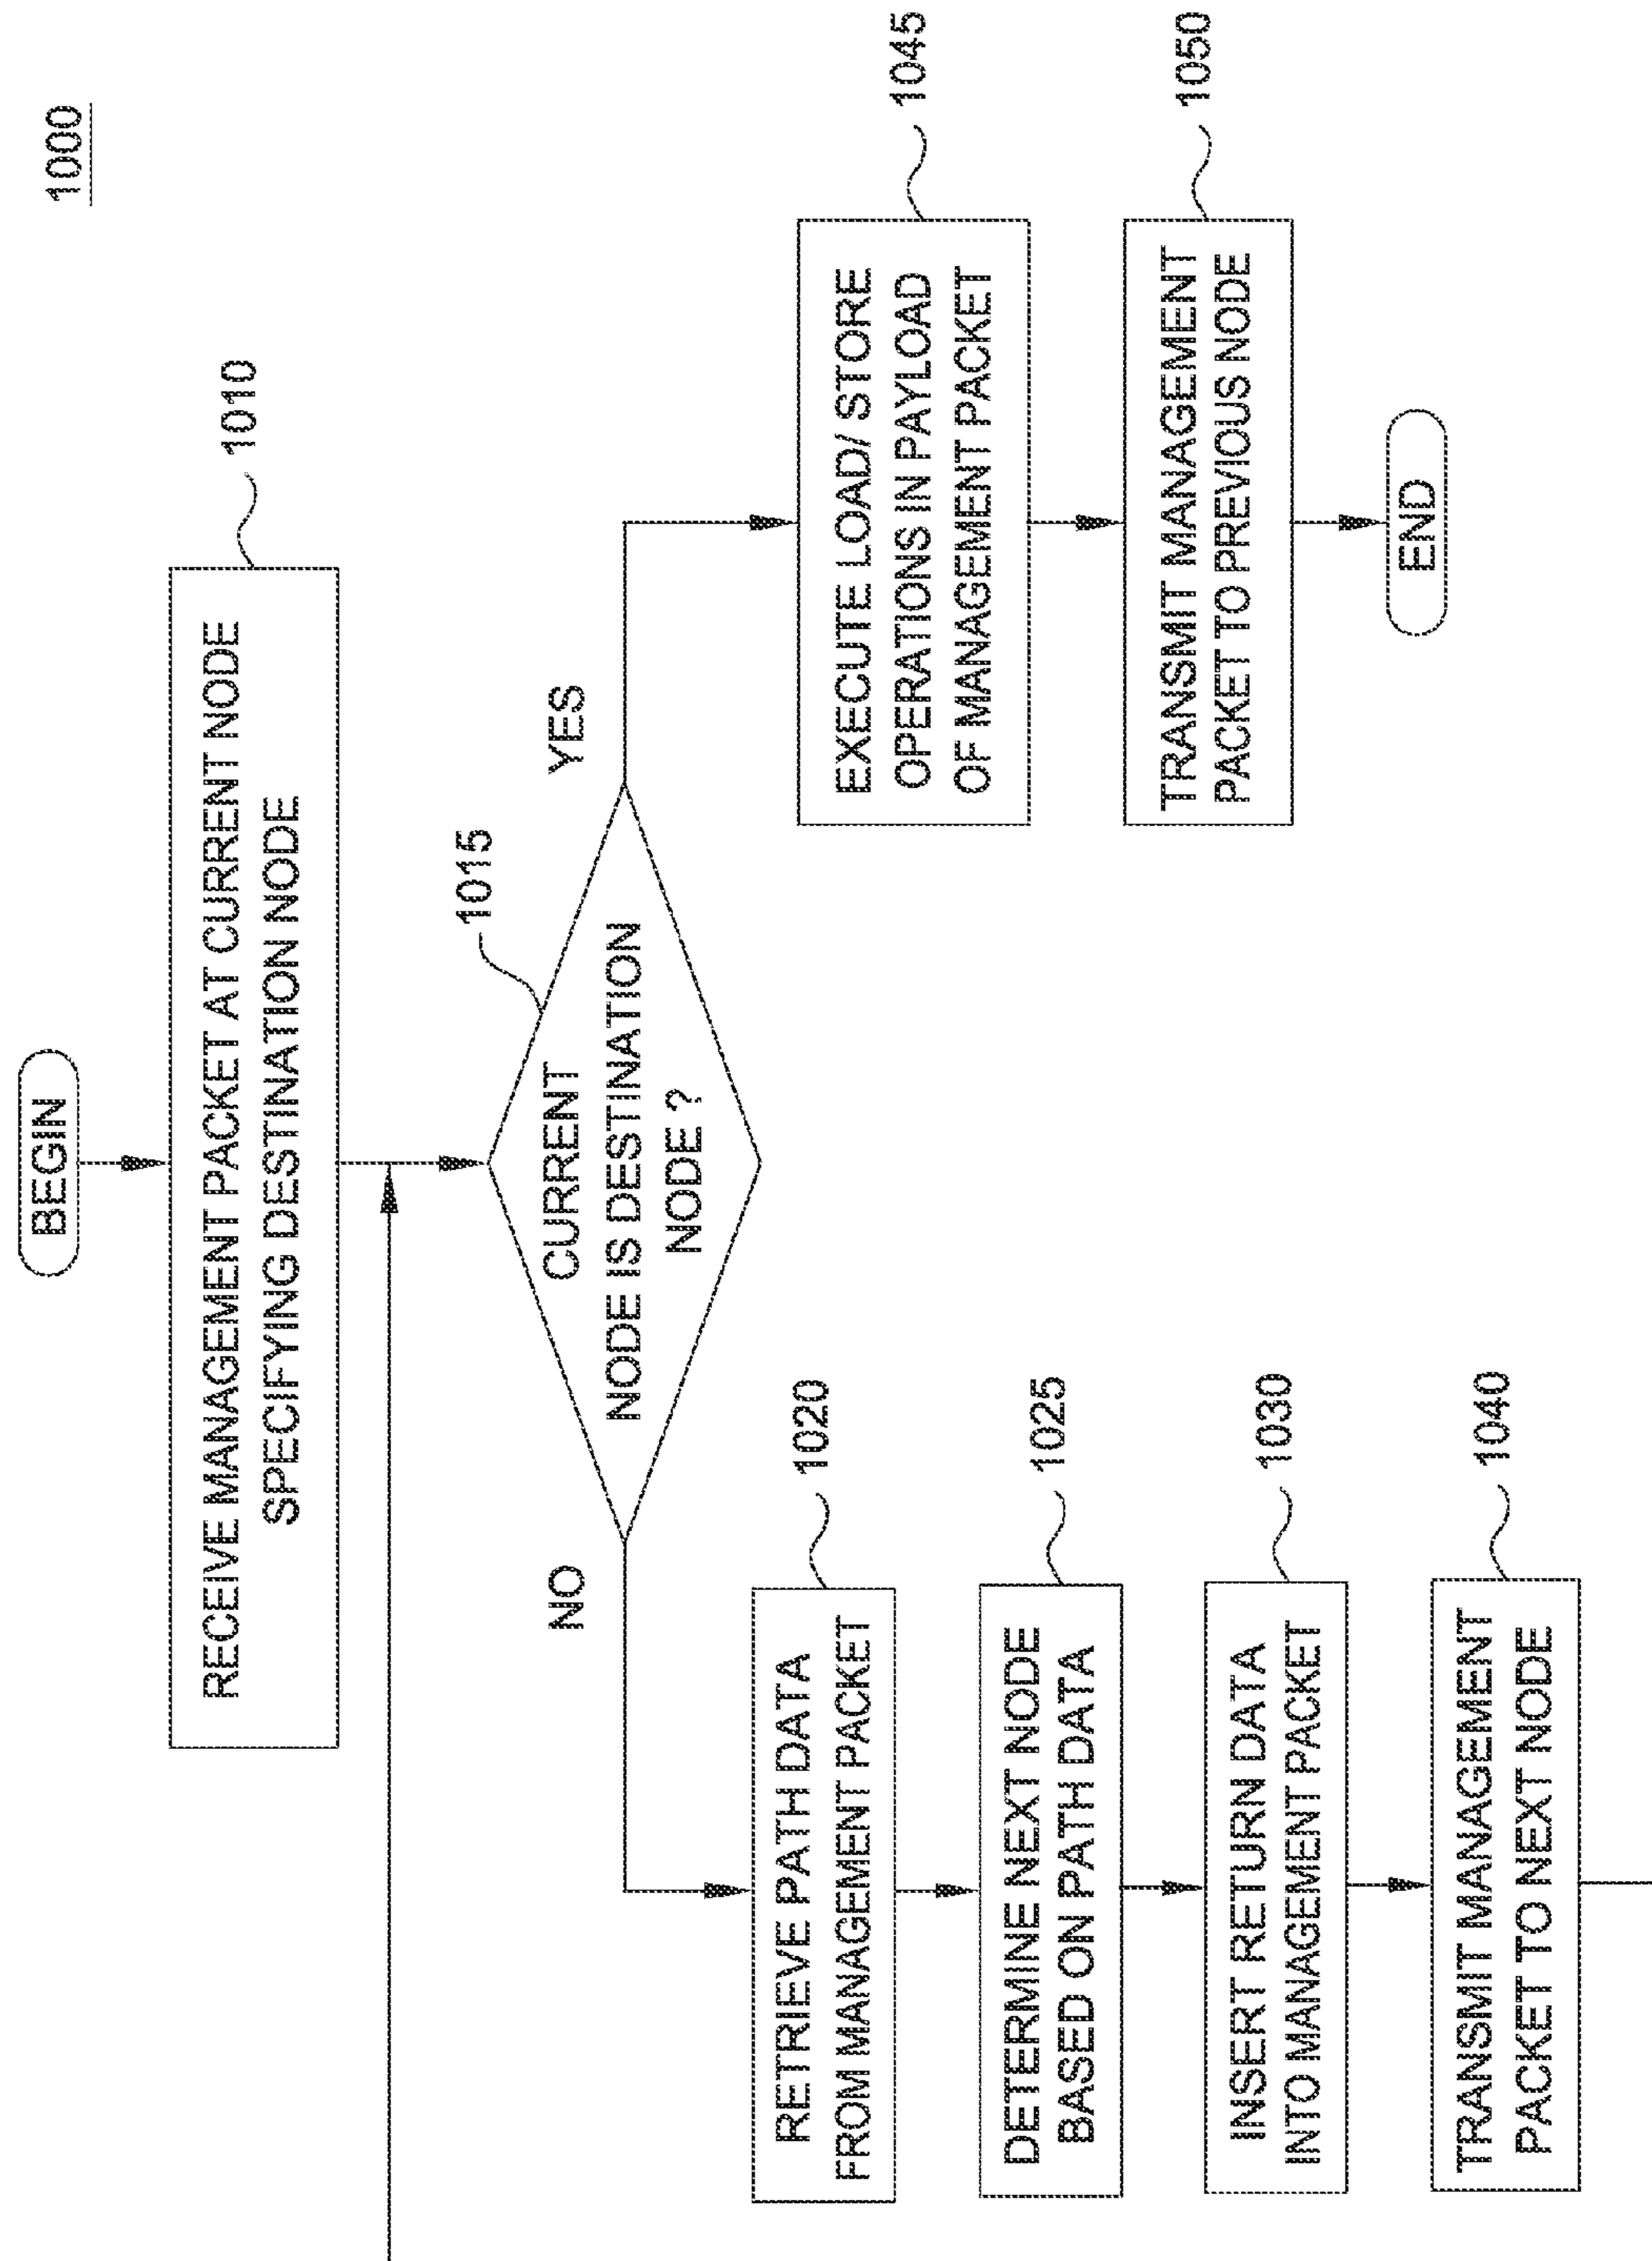 1000
BEGIN
RECEIVE MANAGEMENT PACKET AT CURRENT NODE
SPECIFYING DESTINATION NODE
1010
CURRENT
NODE IS DESTINATION
NODE ?
1015
NO
YES
RETRIEVE PATH DATA
FROM MANAGEMENT PACKET
1020
DETERMINE NEXT NODE
BASED ON PATH DATA
1025
INSERT RETURN DATA
INTO MANAGEMENT PACKET
1030
TRANSMIT MANAGEMENT
PACKET TO NEXT NODE
1040
EXECUTE LOAD/ STORE
OPERATIONS IN PAYLOAD
OF MANAGEMENT PACKET
1045
TRANSMIT MANAGEMENT
PACKET TO PREVIOUS NODE
1050
END